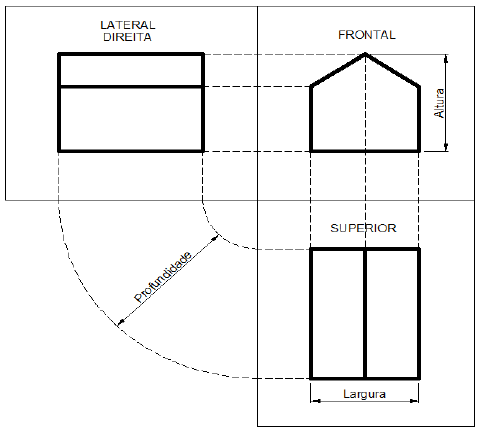 LATERAL
DIREITA
FRONTAL
Altura
SUPERIOR
Profundidade
Largura